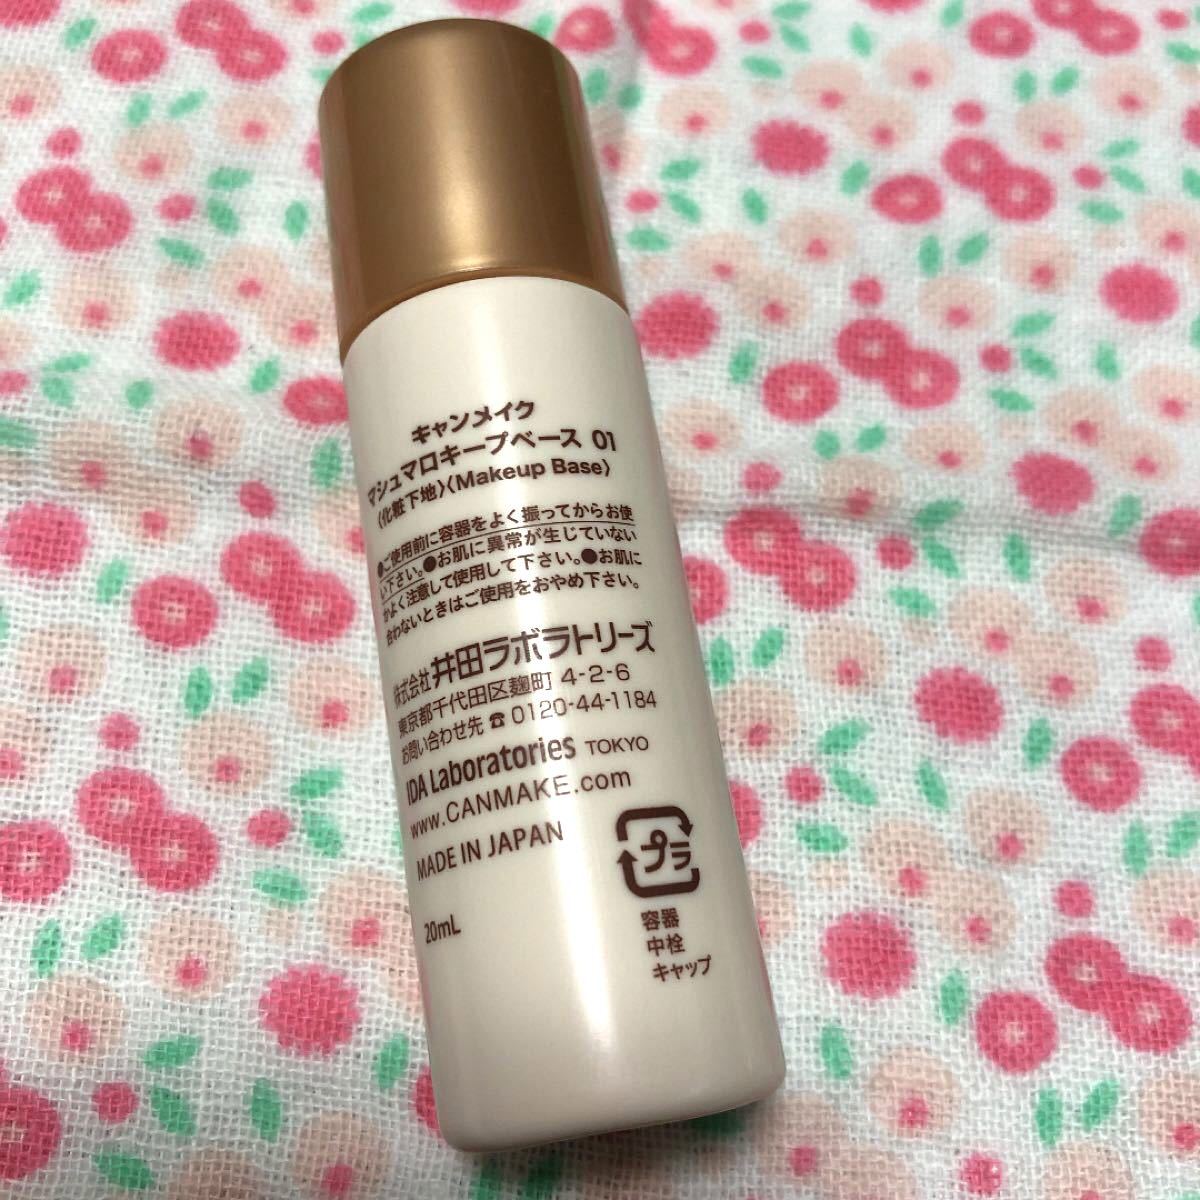 キャンメイク
マシュマロキープベース 01
〈化粧下地〉〈Makeup Base〉
●ご使用前に容器をよく振ってからお使
い下さい。●お肌に異常が生じていない
かよく注意して使用して下さい。●お肌に
合わないときはご使用をおやめ下さい。
株式会社 井田ラボラトリーズ
東京都千代田区麹町 4-2-6
お問い合わせ先 ☎ 0120-44-1184
IDA Laboratories TOKYO
www.CANMAKE.com
MADE IN JAPAN
20mL
プラ
容器
中栓
キャップ